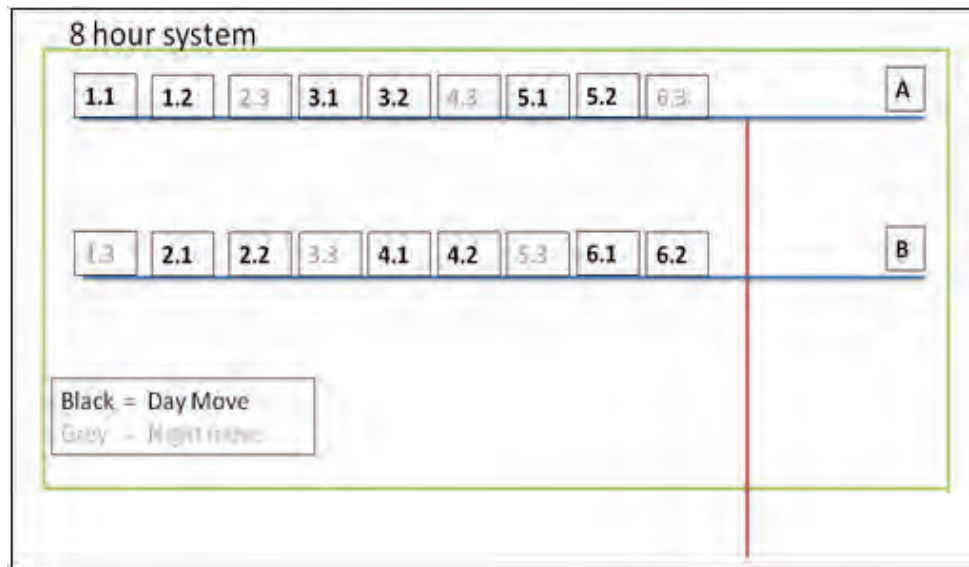 8 hour system
1.1 1.2 2.3 3.1 3.2 4.3 5.1 5.2 6.3 A
1.3 2.1 2.2 3.3 4.1 4.2 5.3 6.1 6.2 B
Black = Day Move
Grey = Night move